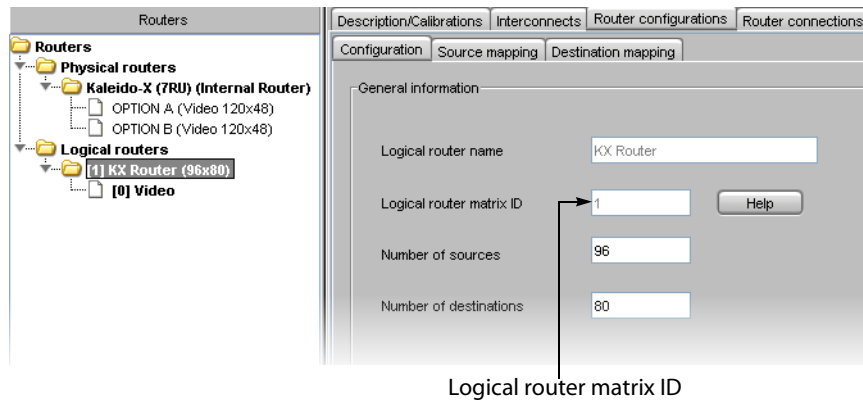 Routers
Routers
Physical routers
Kaleido-X (7RU) (Internal Router)
OPTION A (Video 120x48)
OPTION B (Video 120x48)
Logical routers
[1] KX Router (96x80)
[0] Video
Description/Calibrations Interconnects Router configurations Router connections
Configuration Source mapping Destination mapping
General information
Logical router name KX Router
Logical router matrix ID 1 Help
Number of sources 96
Number of destinations 80
Logical router matrix ID